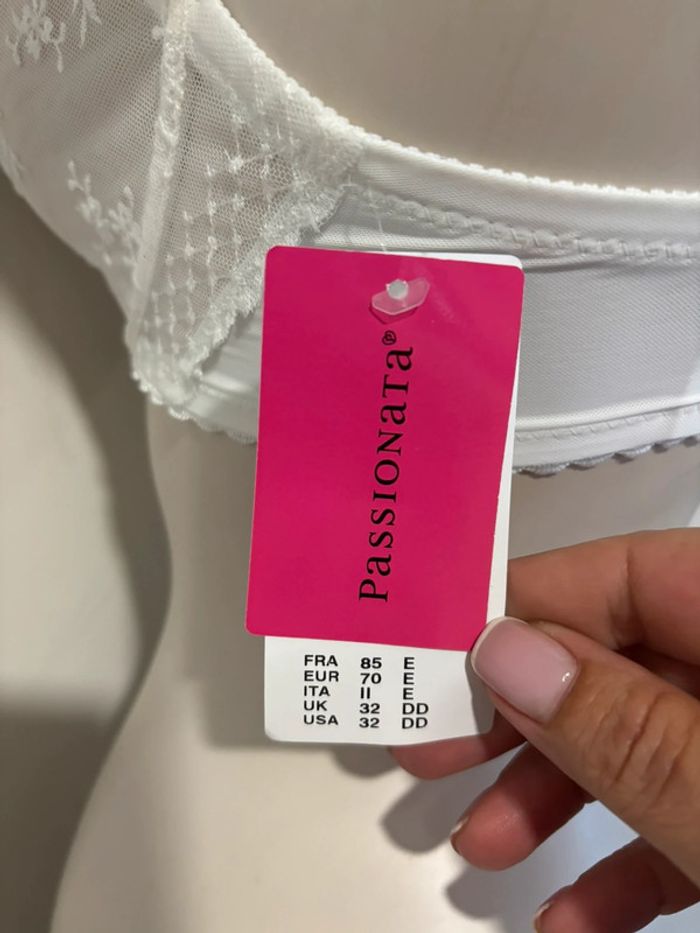 Passionata®
FRA 85 E
EUR 70 E
ITA II E
UK 32 DD
USA 32 DD